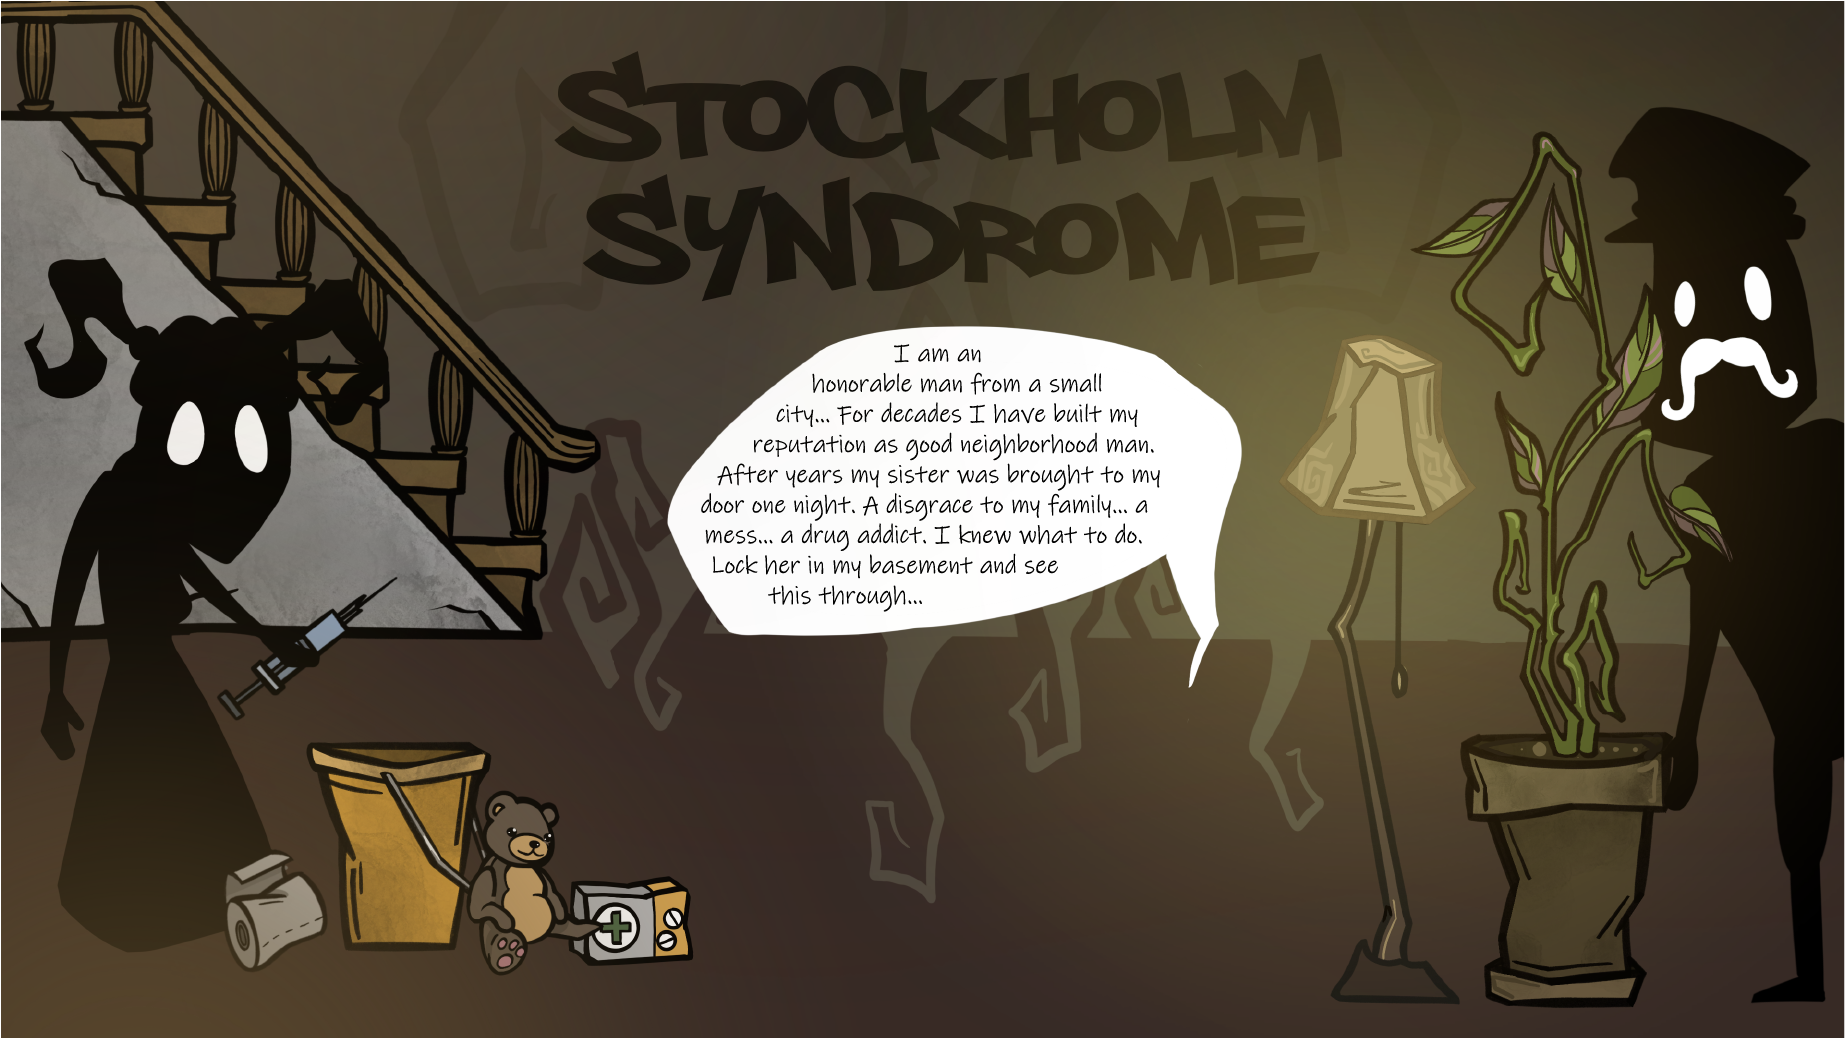 STOCKHOLM
SYNDROME
I am an
honorable man from a small
city... For decades I have built my
reputation as good neighborhood man.
After years my sister was brought to my
door one night. A disgrace to my family... a
mess... a drug addict. I knew what to do.
Lock her in my basement and see
this through...